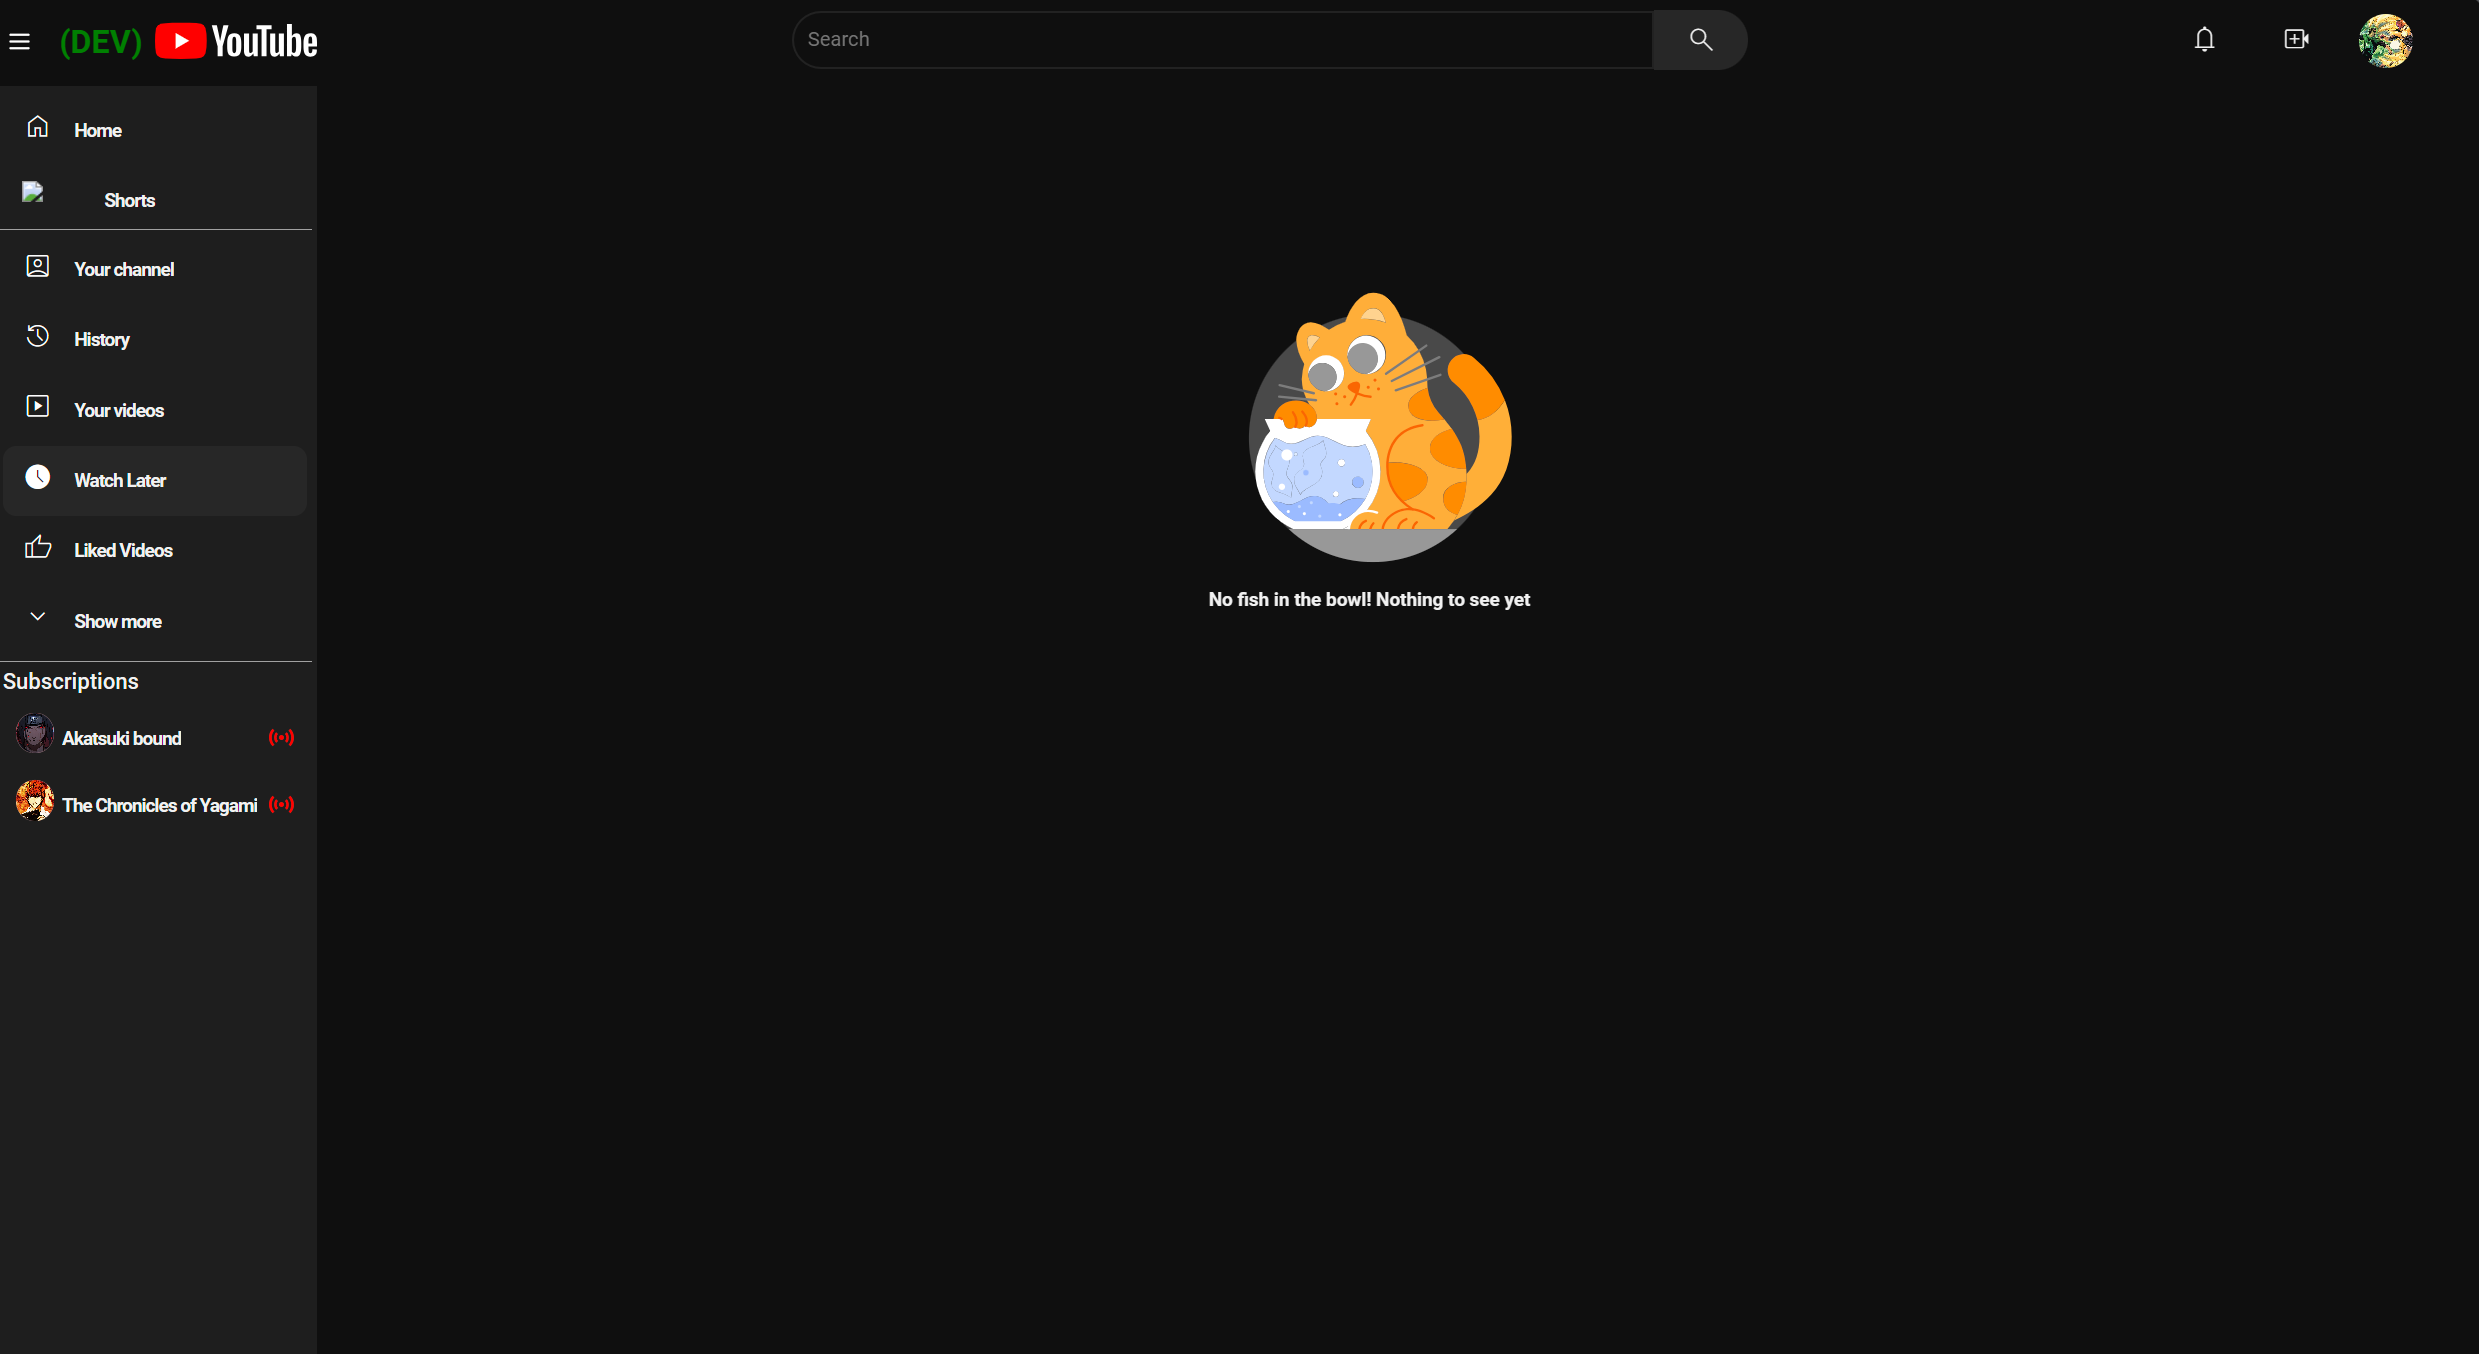 (DEV) YouTube
Search
Home
Shorts
Your channel
History
Your videos
Watch Later
Liked Videos
Show more
Subscriptions
Akatsuki bound
The Chronicles of Yagami
No fish in the bowl! Nothing to see yet